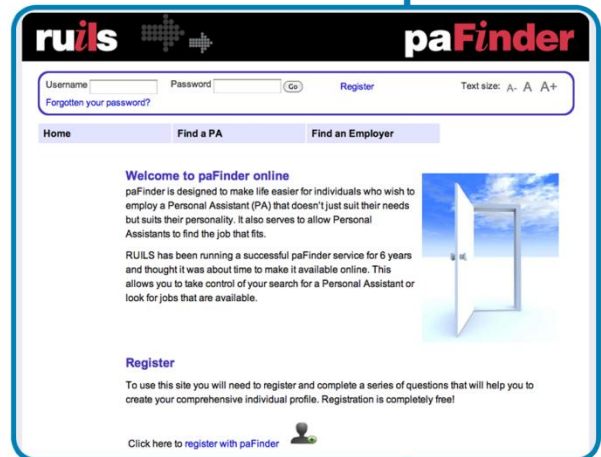 ruils paFinder
Username Password Go Register Text size: A- A A+
Forgotten your password?
Home Find a PA Find an Employer
Welcome to paFinder online
paFinder is designed to make life easier for individuals who wish to
employ a Personal Assistant (PA) that doesn't just suit their needs
but suits their personality. It also serves to allow Personal
Assistants to find the job that fits.
RUILS has been running a successful paFinder service for 6 years
and thought it was about time to make it available online. This
allows you to take control of your search for a Personal Assistant or
look for jobs that are available.
Register
To use this site you will need to register and complete a series of questions that will help you to
create your comprehensive individual profile. Registration is completely free!
Click here to register with paFinder